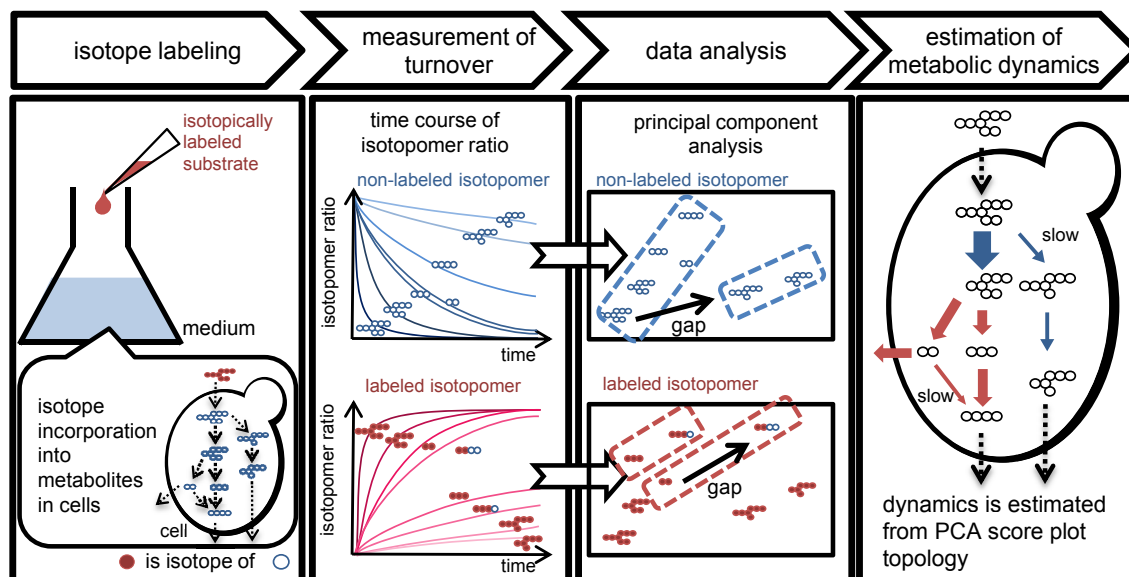 isotope labeling
measurement of
turnover
data analysis
estimation of
metabolic dynamics
isotopically
labeled
substrate
medium
isotope
incorporation
into
metabolites
in cells
cell
is isotope of
time course of
isotopomer ratio
non-labeled isotopomer
isotopomer ratio
time
labeled isotopomer
isotopomer ratio
time
principal component
analysis
non-labeled isotopomer
gap
labeled isotopomer
gap
slow
slow
dynamics is estimated
from PCA score plot
topology